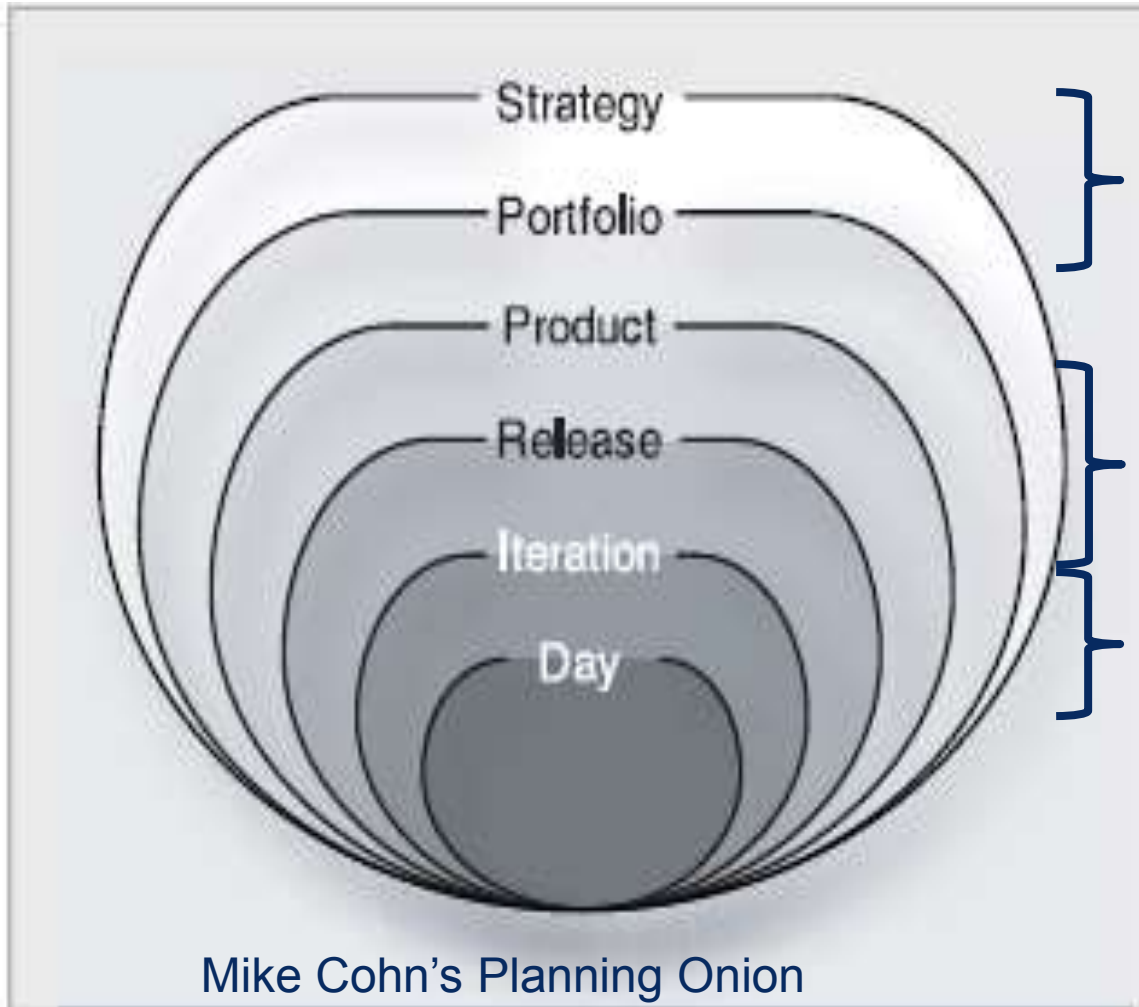 Strategy
Portfolio
Product
Release
Iteration
Day
Mike Cohn’s Planning Onion